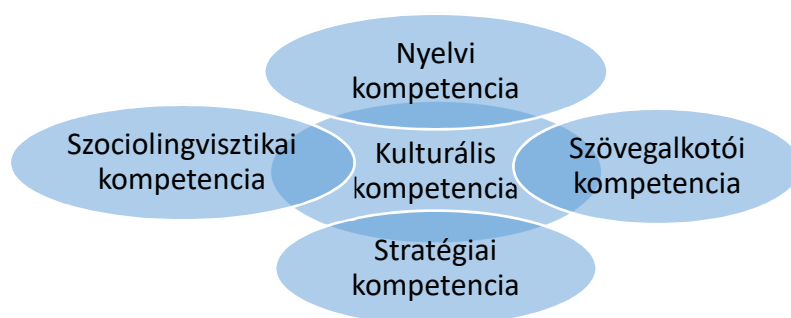 Nyelvi
kompetencia
Szociolingvisztikai
kompetencia
Kulturális
kompetencia
Szövegalkotói
kompetencia
Stratégiai
kompetencia